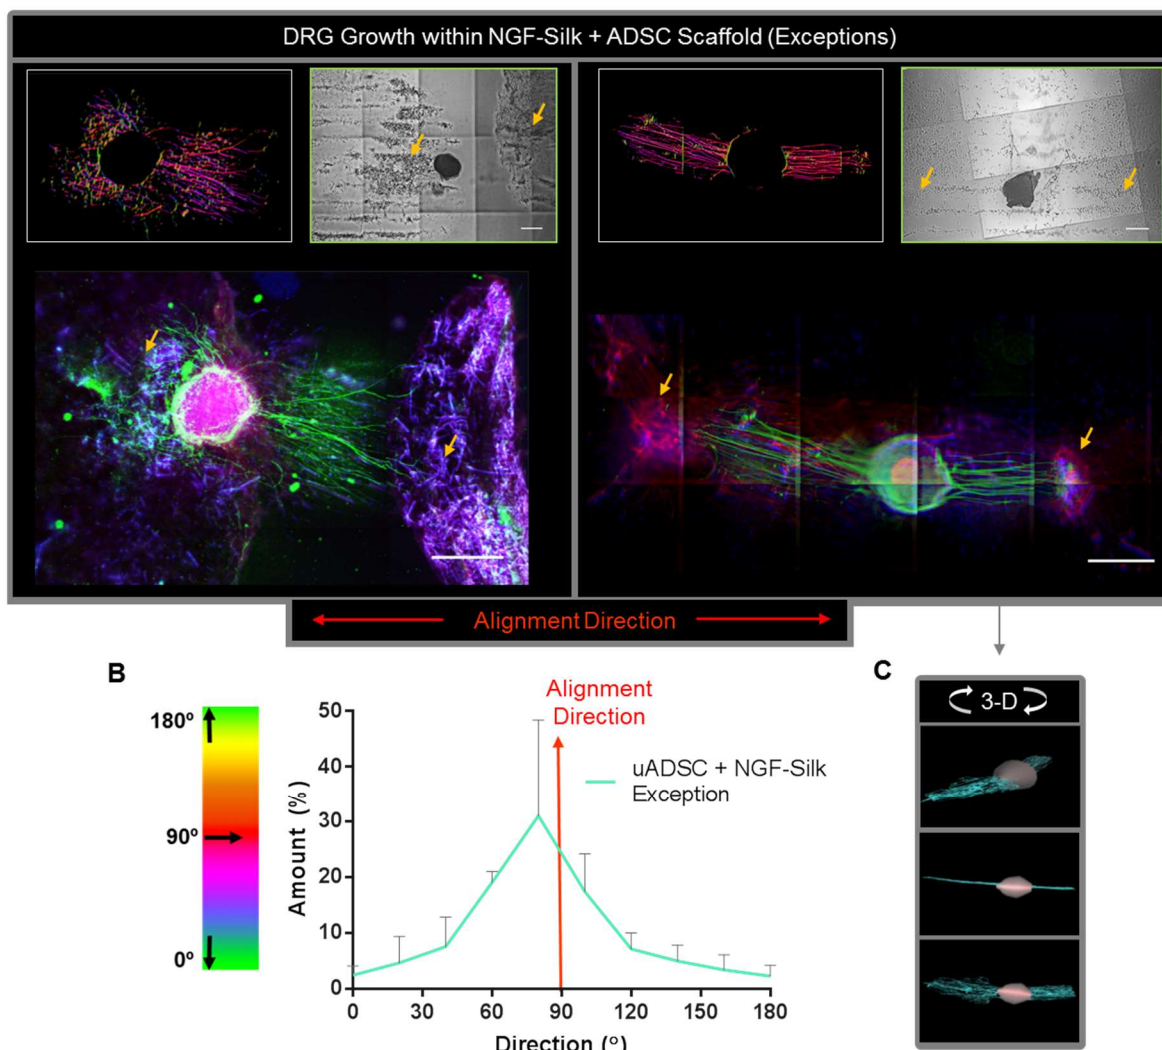 DRG Growth within NGF-Silk + ADSC Scaffold (Exceptions)
Alignment Direction
B
180º
90º
0º
Amount (%)
50
40
30
20
10
0
Alignment
Direction
uADSC + NGF-Silk
Exception
0
30
60
90
120
150
180
Direction (º)
C
3-D